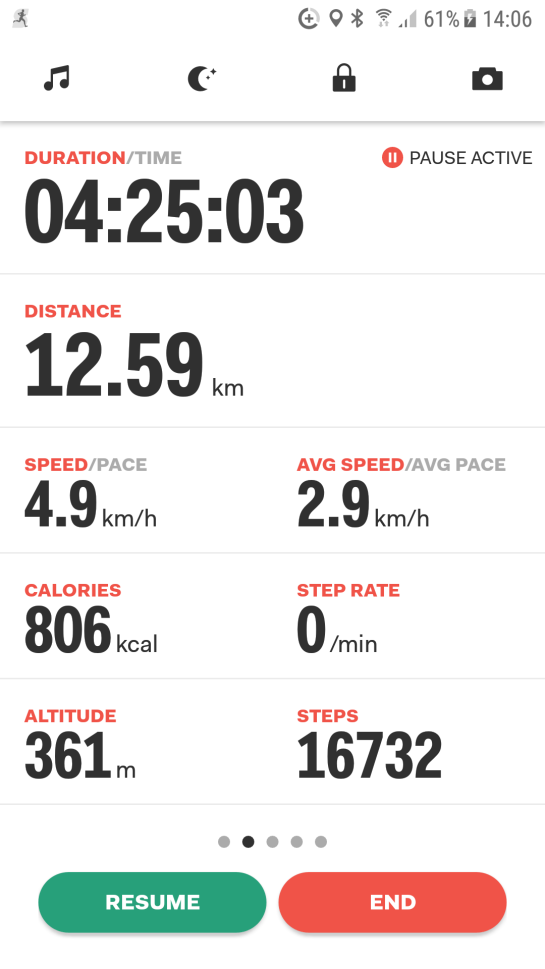 61% 14:06
DURATION/TIME
PAUSE ACTIVE
04:25:03
DISTANCE
12.59 km
SPEED/PACE
AVG SPEED/AVG PACE
4.9 km/h
2.9 km/h
CALORIES
STEP RATE
806 kcal
0 /min
ALTITUDE
STEPS
361 m
16732
RESUME
END